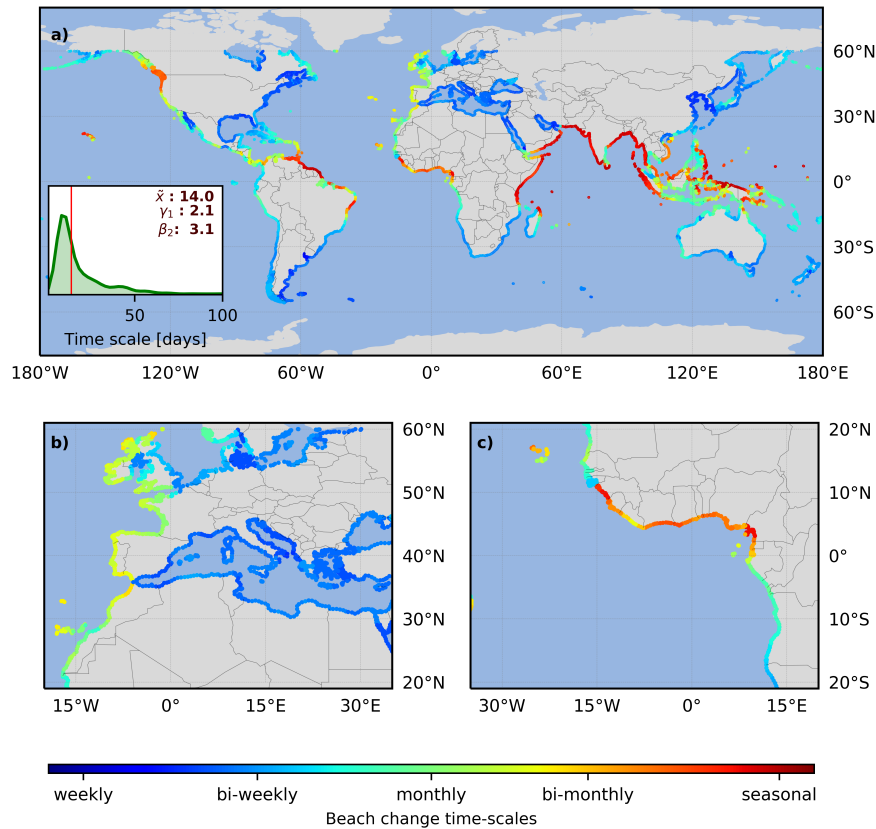 a)
60°N
30°N
0°
30°S
60°S
x̃ : 14.0
γ₁ : 2.1
β₂: 3.1
50 100
Time scale [days]
180°W 120°W 60°W 0° 60°E 120°E 180°E
b)
60°N
50°N
40°N
30°N
20°N
15°W 0° 15°E 30°E
c)
20°N
10°N
0°
10°S
20°S
30°W 15°W 0° 15°E
weekly bi-weekly monthly bi-monthly seasonal
Beach change time-scales